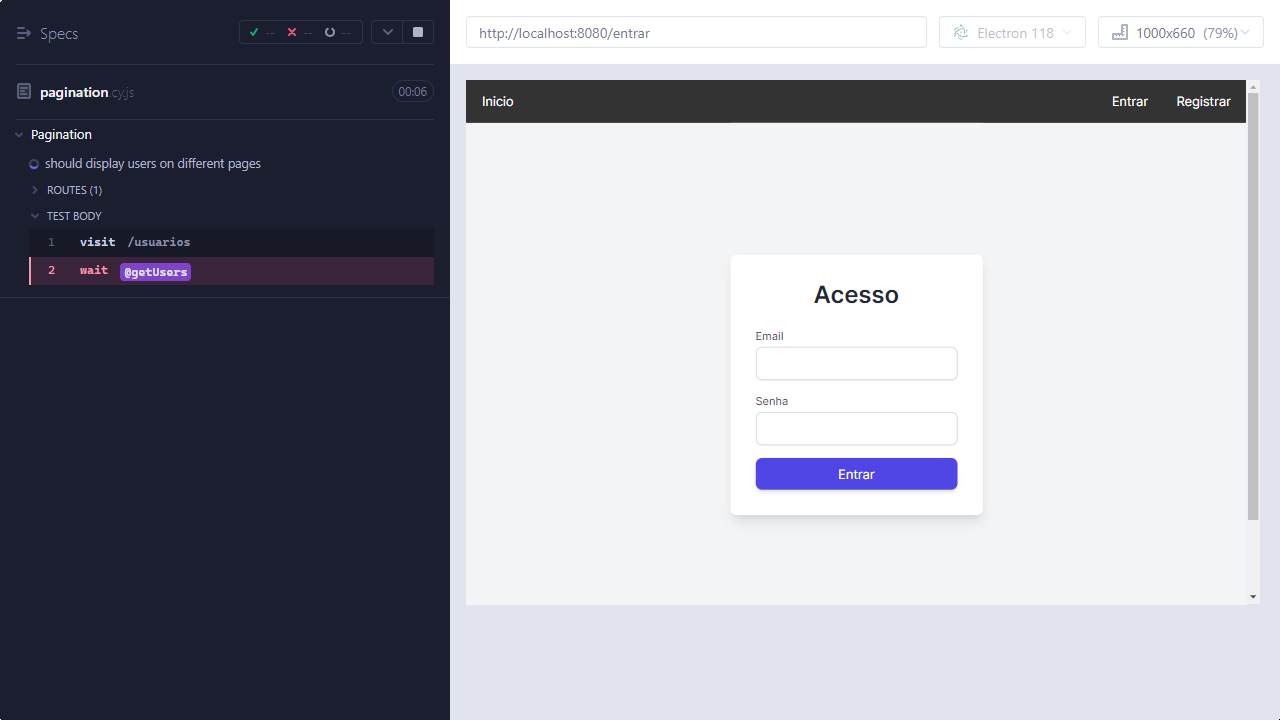 Specs
-- -- --
pagination.cy.js
00:06
Pagination
should display users on different pages
ROUTES (1)
TEST BODY
1 visit /usuarios
2 wait @getUsers
http://localhost:8080/entrar
Electron 118
1000x660 (79%)
Inicio
Entrar
Registrar
Acesso
Email
Senha
Entrar